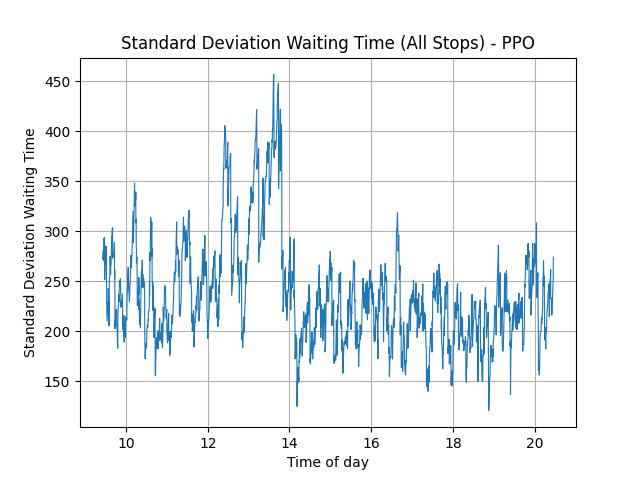 Standard Deviation Waiting Time (All Stops) - PPO
Standard Deviation Waiting Time
450
400
350
300
250
200
150
10 12 14 16 18 20
Time of day